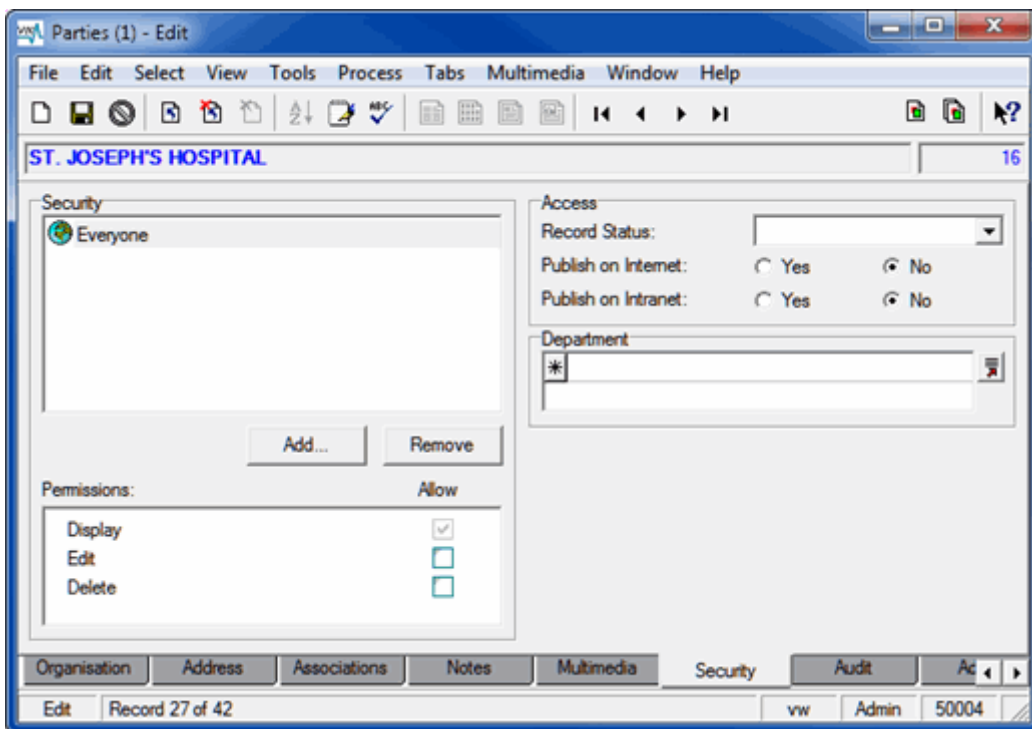 Parties (1) - Edit
File Edit Select View Tools Process Tabs Multimedia Window Help
ST. JOSEPH'S HOSPITAL 16
Security
Everyone
Add... Remove
Permissions: Allow
Display
Edit
Delete
Access
Record Status:
Publish on Internet: Yes No
Publish on Intranet: Yes No
Department
Organisation Address Associations Notes Multimedia Security Audit Ac
Edit Record 27 of 42 vw Admin 50004